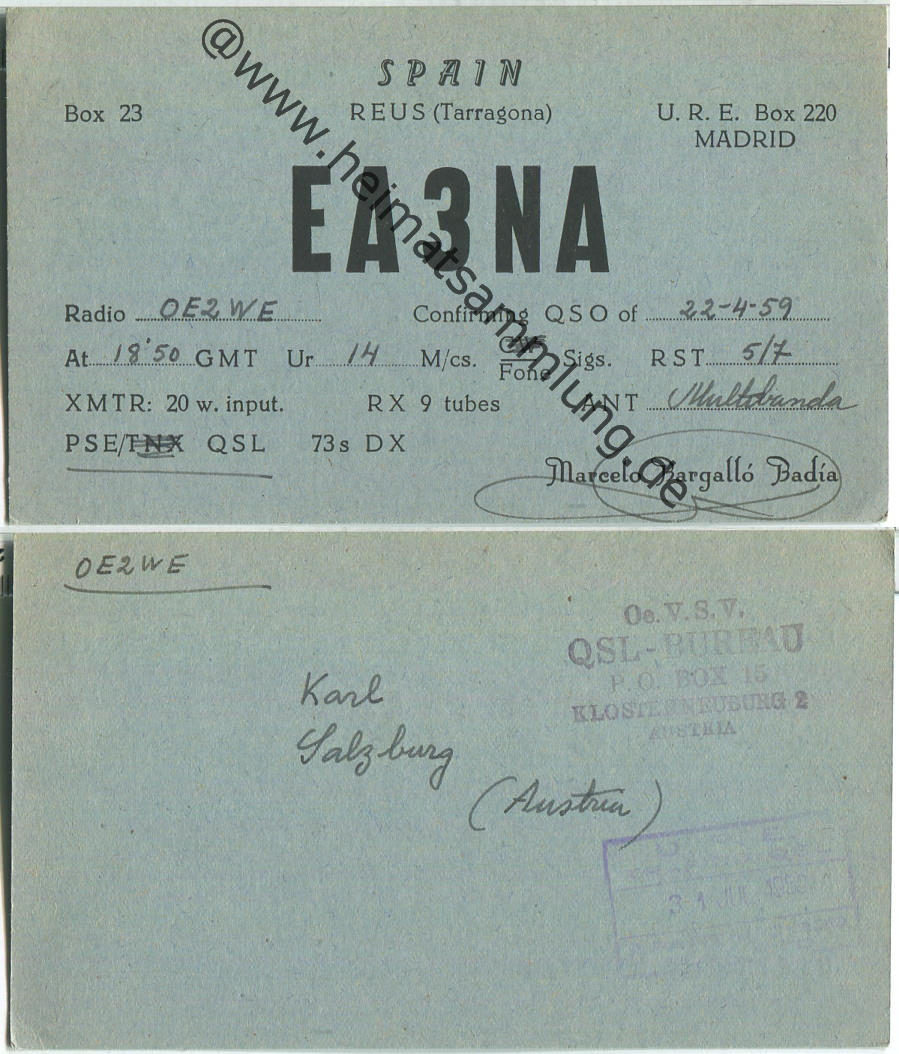 SPAIN
Box 23 REUS (Tarragona) U. R. E. Box 220
MADRID
EA3NA
Radio OE2WE Confirming QSO of 22-4-59
At 18'50 GMT Ur 14 M/cs. CW Fone Sigs. RST 5/7
XMTR: 20 w. input. RX 9 tubes ANT Multibanda
PSE/TNX QSL 73s DX
Marcelo Bargalló Badía
@www.heimatsammlung.de
OE2WE
Oe. V. S. V.
QSL-BUREAU
P.O. BOX 15
KLOSTERNEUBURG 2
AUSTRIA
Karl
Salzburg
(Austria)
31 JUL